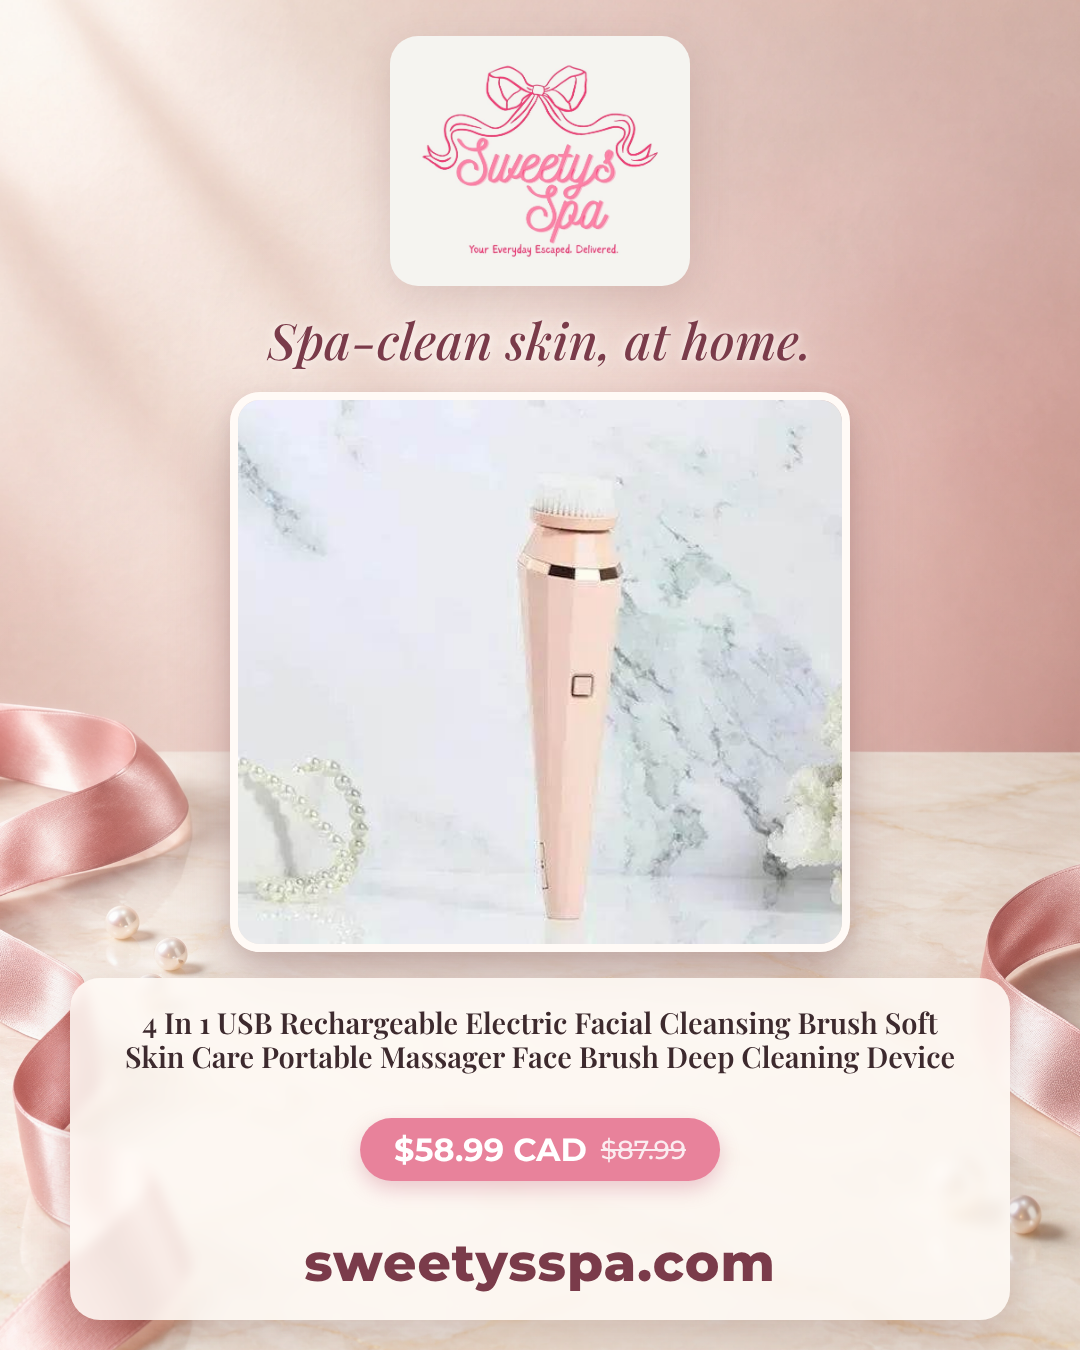 Sweetys
Spa
Your Everyday Escaped. Delivered.
Spa-clean skin, at home.
4 In 1 USB Rechargeable Electric Facial Cleansing Brush Soft
Skin Care Portable Massager Face Brush Deep Cleaning Device
$58.99 CAD $87.99
sweetysspa.com